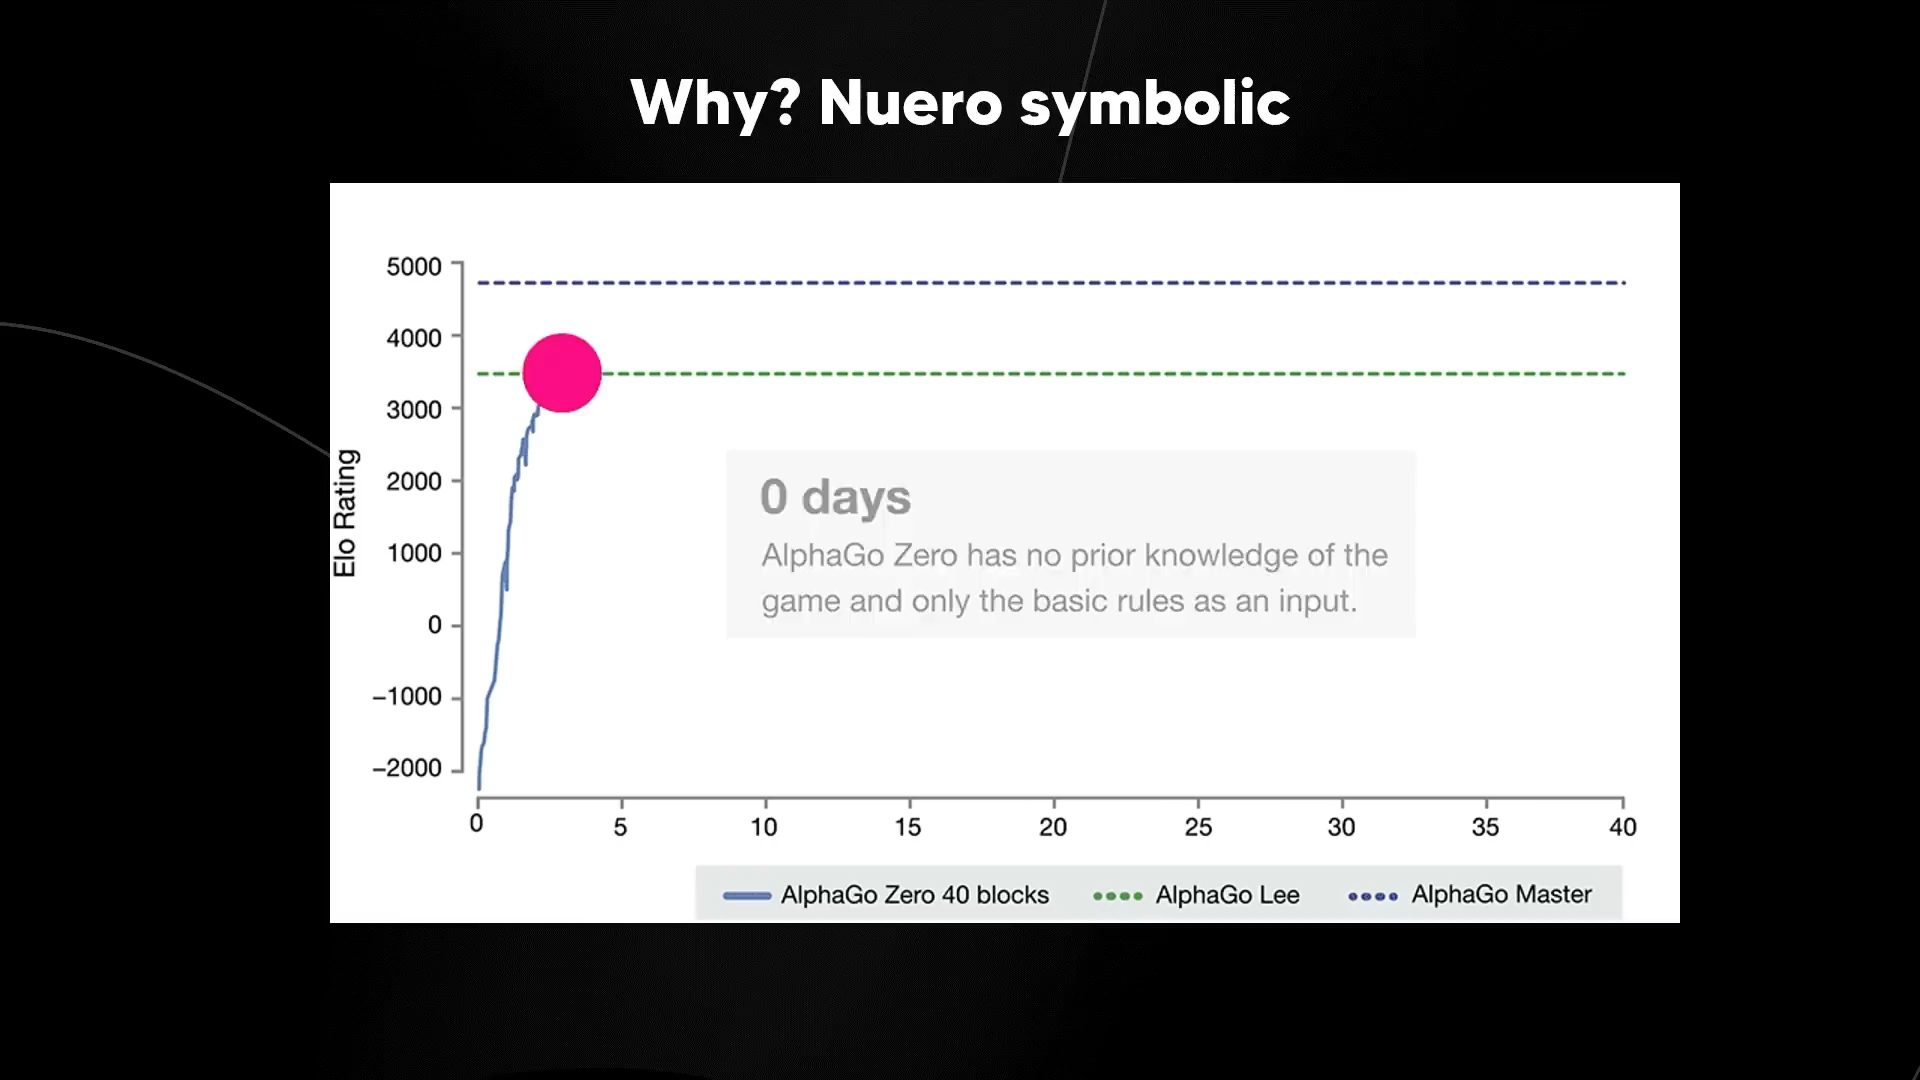 Why? Nuero symbolic
5000
4000
3000
2000
1000
0
−1000
−2000
Elo Rating
0 days
AlphaGo Zero has no prior knowledge of the
game and only the basic rules as an input.
0 5 10 15 20 25 30 35 40
AlphaGo Zero 40 blocks AlphaGo Lee AlphaGo Master